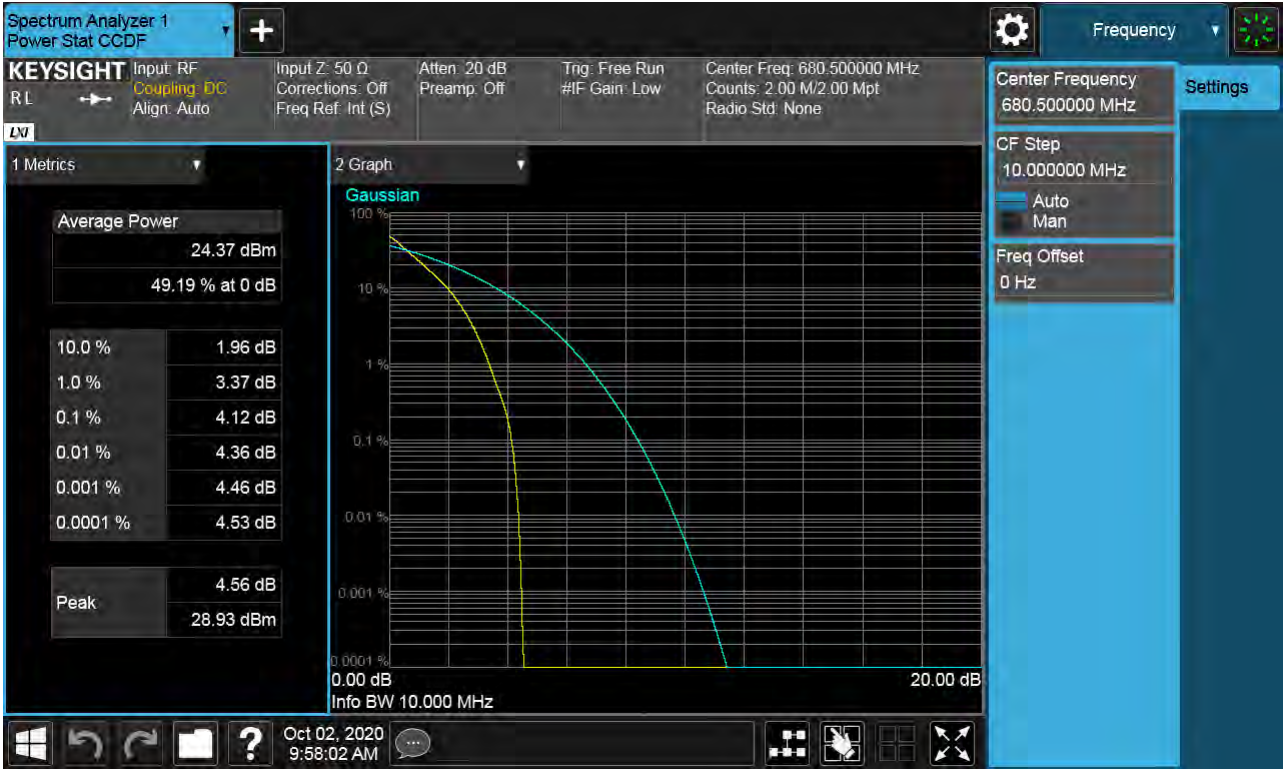 Spectrum Analyzer 1
Power Stat CCDF
Frequency
KEYSIGHT
R L
LXI
Input: RF
Coupling: DC
Align: Auto
Input Z: 50 Ω
Corrections: Off
Freq Ref: Int (S)
Atten: 20 dB
Preamp: Off
Trig: Free Run
#IF Gain: Low
Center Freq: 680.500000 MHz
Counts: 2.00 M/2.00 Mpt
Radio Std: None
Center Frequency
680.500000 MHz
Settings
CF Step
10.000000 MHz
Auto
Man
Freq Offset
0 Hz
1 Metrics
Average Power
24.37 dBm
49.19 % at 0 dB
10.0 % 1.96 dB
1.0 % 3.37 dB
0.1 % 4.12 dB
0.01 % 4.36 dB
0.001 % 4.46 dB
0.0001 % 4.53 dB
Peak
4.56 dB
28.93 dBm
2 Graph
Gaussian
100 %
10 %
1 %
0.1 %
0.01 %
0.001 %
0.0001 %
0.00 dB 20.00 dB
Info BW 10.000 MHz
? Oct 02, 2020
9:58:02 AM